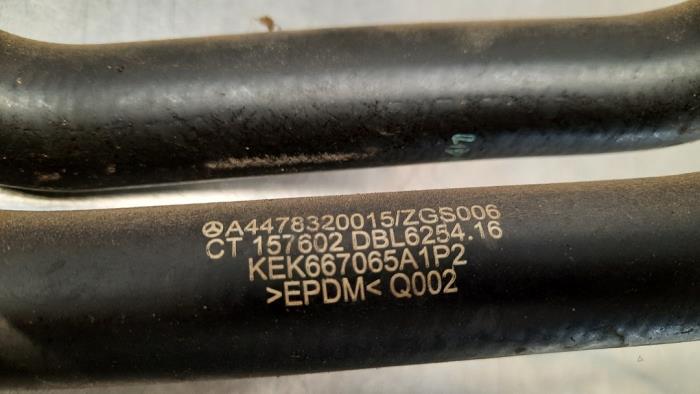 A4478320015/ZGS006
CT 157602 DBL6254.16
KEK667065A1P2
>EPDM< Q002